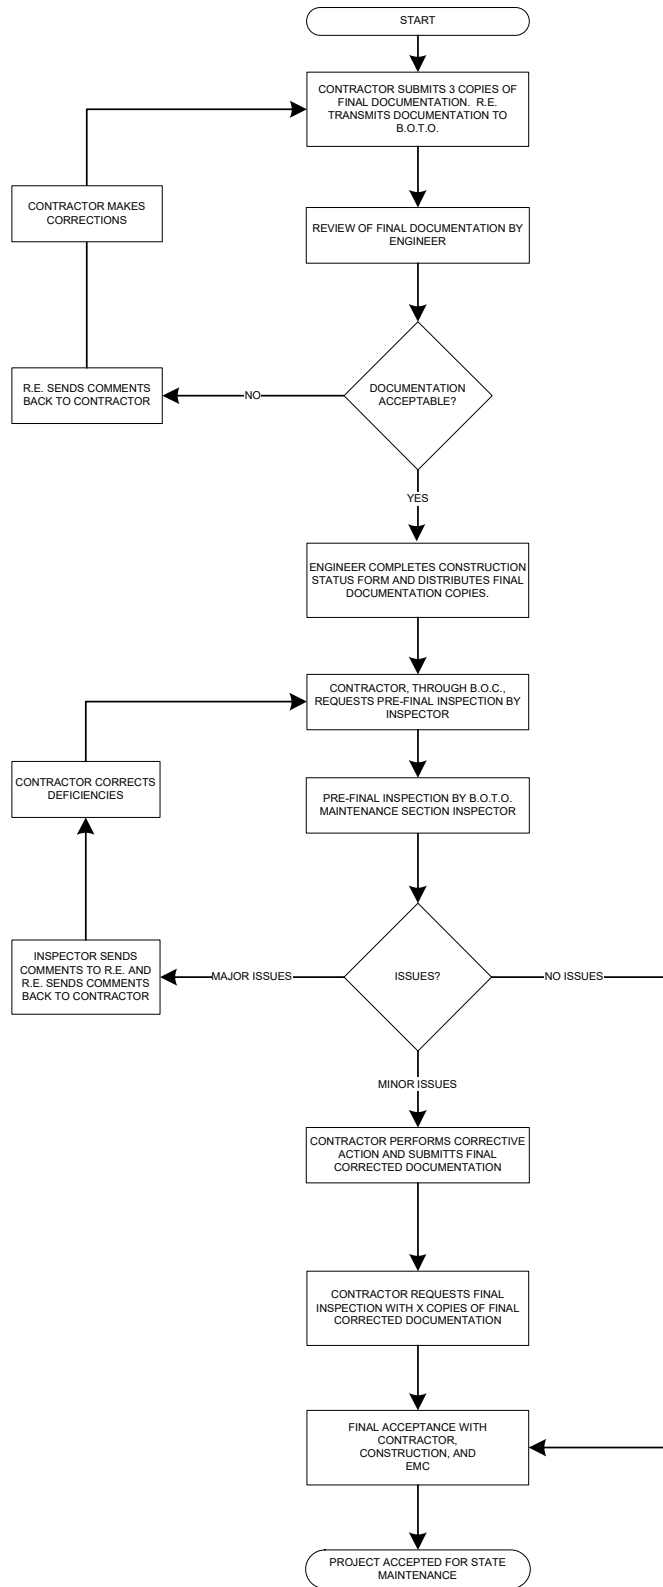 START
CONTRACTOR SUBMITS 3 COPIES OF
FINAL DOCUMENTATION. R.E.
TRANSMITS DOCUMENTATION TO
B.O.T.O.
CONTRACTOR MAKES
CORRECTIONS
REVIEW OF FINAL DOCUMENTATION BY
ENGINEER
R.E. SENDS COMMENTS
BACK TO CONTRACTOR
NO
DOCUMENTATION
ACCEPTABLE?
YES
ENGINEER COMPLETES CONSTRUCTION
STATUS FORM AND DISTRIBUTES FINAL
DOCUMENTATION COPIES.
CONTRACTOR, THROUGH B.O.C.,
REQUESTS PRE-FINAL INSPECTION BY
INSPECTOR
CONTRACTOR CORRECTS
DEFICIENCIES
PRE-FINAL INSPECTION BY B.O.T.O.
MAINTENANCE SECTION INSPECTOR
INSPECTOR SENDS
COMMENTS TO R.E. AND
R.E. SENDS COMMENTS
BACK TO CONTRACTOR
MAJOR ISSUES
ISSUES?
NO ISSUES
MINOR ISSUES
CONTRACTOR PERFORMS CORRECTIVE
ACTION AND SUBMITTS FINAL
CORRECTED DOCUMENTATION
CONTRACTOR REQUESTS FINAL
INSPECTION WITH X COPIES OF FINAL
CORRECTED DOCUMENTATION
FINAL ACCEPTANCE WITH
CONTRACTOR,
CONSTRUCTION, AND
EMC
PROJECT ACCEPTED FOR STATE
MAINTENANCE